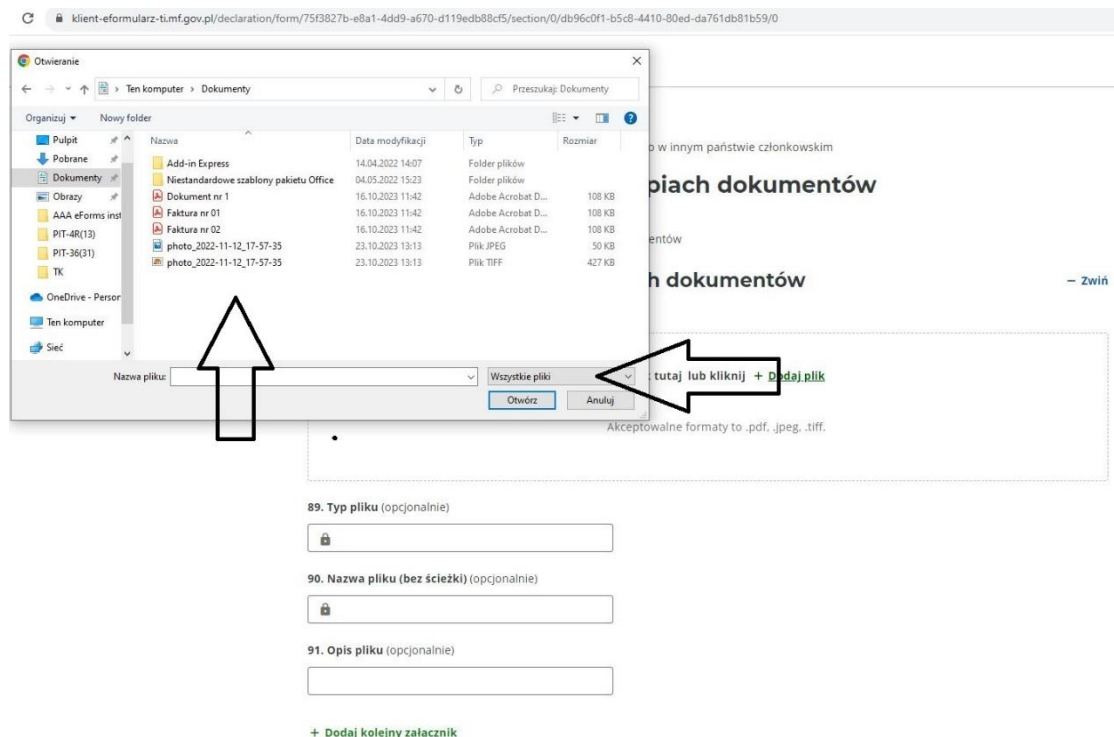 klient-eformularz-ti.mf.gov.pl/declaration/form/75f3827b-e8a1-4dd9-a670-d119edb88cf5/section/0/db96c0f1-b5c8-4410-80ed-da761db81b59/0
Otwieranie
Ten komputer > Dokumenty
Przeszukaj: Dokumenty
Organizuj
Nowy folder
Nazwa
Data modyfikacji
Typ
Rozmiar
Pulpit
Pobrane
Dokumenty
Obrazy
AAA eForms inst
PIT-4R(13)
PIT-36(31)
TK
OneDrive - Person
Ten komputer
Sieć
Add-in Express 14.04.2022 14:07 Folder plików
Niestandardowe szablony pakietu Office 04.05.2022 15:23 Folder plików
Dokument nr 1 16.10.2023 11:42 Adobe Acrobat D... 108 KB
Faktura nr 01 16.10.2023 11:42 Adobe Acrobat D... 108 KB
Faktura nr 02 16.10.2023 11:42 Adobe Acrobat D... 108 KB
photo_2022-11-12_17-57-35 23.10.2023 13:13 Plik JPEG 50 KB
photo_2022-11-12_17-57-35 23.10.2023 13:13 Plik TIFF 427 KB
Nazwa pliku:
Wszystkie pliki
Otwórz
Anuluj
o w innym państwie członkowskim
piach dokumentów
entów
h dokumentów
− Zwiń
tutaj lub kliknij + Dodaj plik
Akceptowalne formaty to .pdf, .jpeg, .tiff.
89. Typ pliku (opcjonalnie)
90. Nazwa pliku (bez ścieżki) (opcjonalnie)
91. Opis pliku (opcjonalnie)
+ Dodaj kolejny załącznik